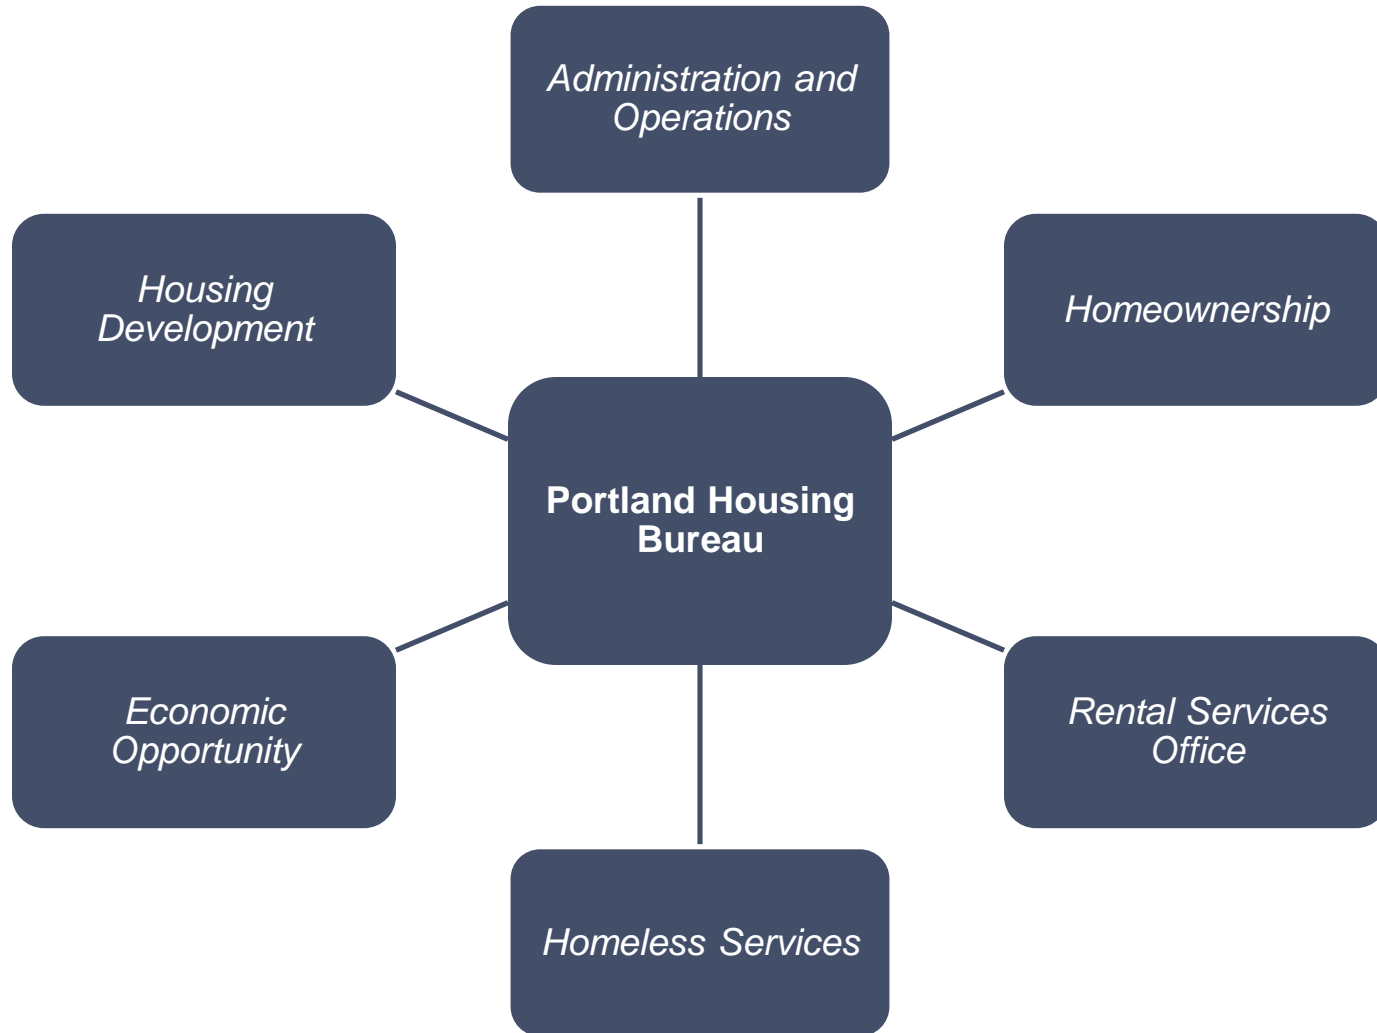 Administration and
Operations
Housing
Development
Homeownership
Portland Housing
Bureau
Economic
Opportunity
Rental Services
Office
Homeless Services